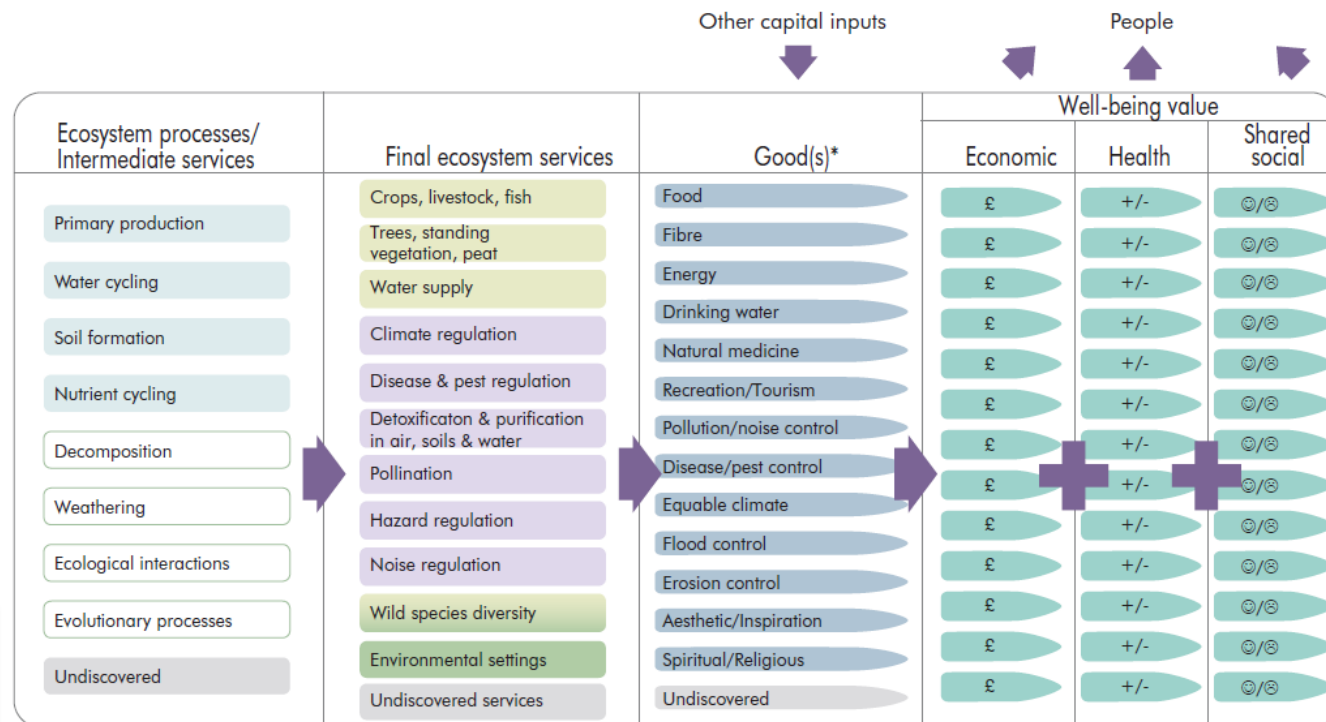 Other capital inputs
People
Ecosystem processes/
Intermediate services
Final ecosystem services
Good(s)*
Well-being value
Economic
Health
Shared
social
Primary production
Water cycling
Soil formation
Nutrient cycling
Decomposition
Weathering
Ecological interactions
Evolutionary processes
Undiscovered
Crops, livestock, fish
Trees, standing
vegetation, peat
Water supply
Climate regulation
Disease & pest regulation
Detoxificaton & purification
in air, soils & water
Pollination
Hazard regulation
Noise regulation
Wild species diversity
Environmental settings
Undiscovered services
Food
Fibre
Energy
Drinking water
Natural medicine
Recreation/Tourism
Pollution/noise control
Disease/pest control
Equable climate
Flood control
Erosion control
Aesthetic/Inspiration
Spiritual/Religious
Undiscovered
£ +/- ☺/☹
£ +/- ☺/☹
£ +/- ☺/☹
£ +/- ☺/☹
£ +/- ☺/☹
£ +/- ☺/☹
£ +/- ☺/☹
£ +/- ☺/☹
£ +/- ☺/☹
£ +/- ☺/☹
£ +/- ☺/☹
£ +/- ☺/☹
£ +/- ☺/☹